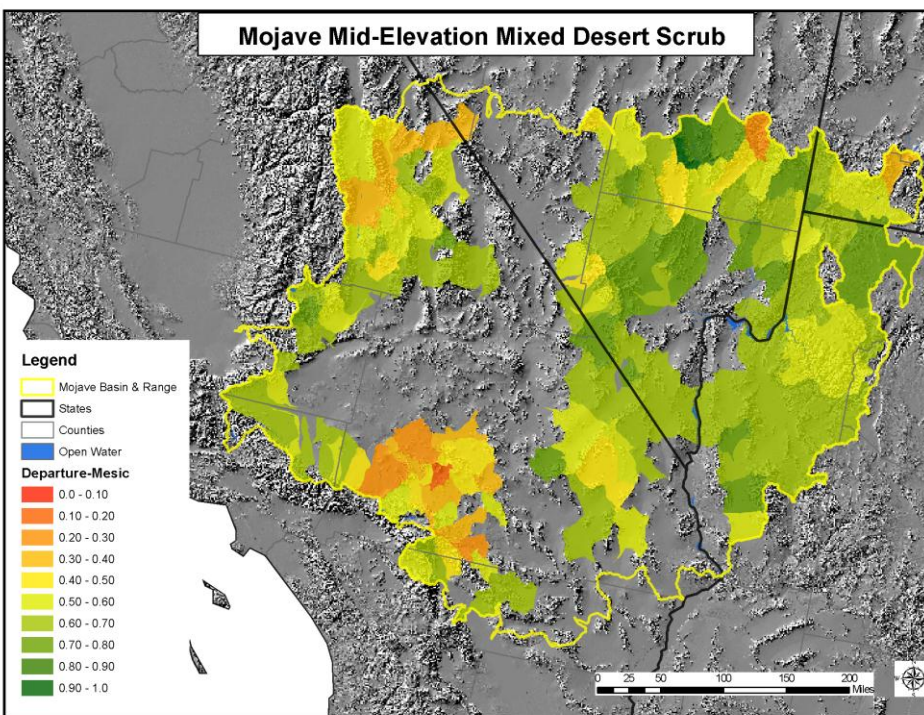 Mojave Mid-Elevation Mixed Desert Scrub
Legend
Mojave Basin & Range
States
Counties
Open Water
Departure-Mesic
0.0 - 0.10
0.10 - 0.20
0.20 - 0.30
0.30 - 0.40
0.40 - 0.50
0.50 - 0.60
0.60 - 0.70
0.70 - 0.80
0.80 - 0.90
0.90 - 1.0
0 25 50 100 150 200
Miles